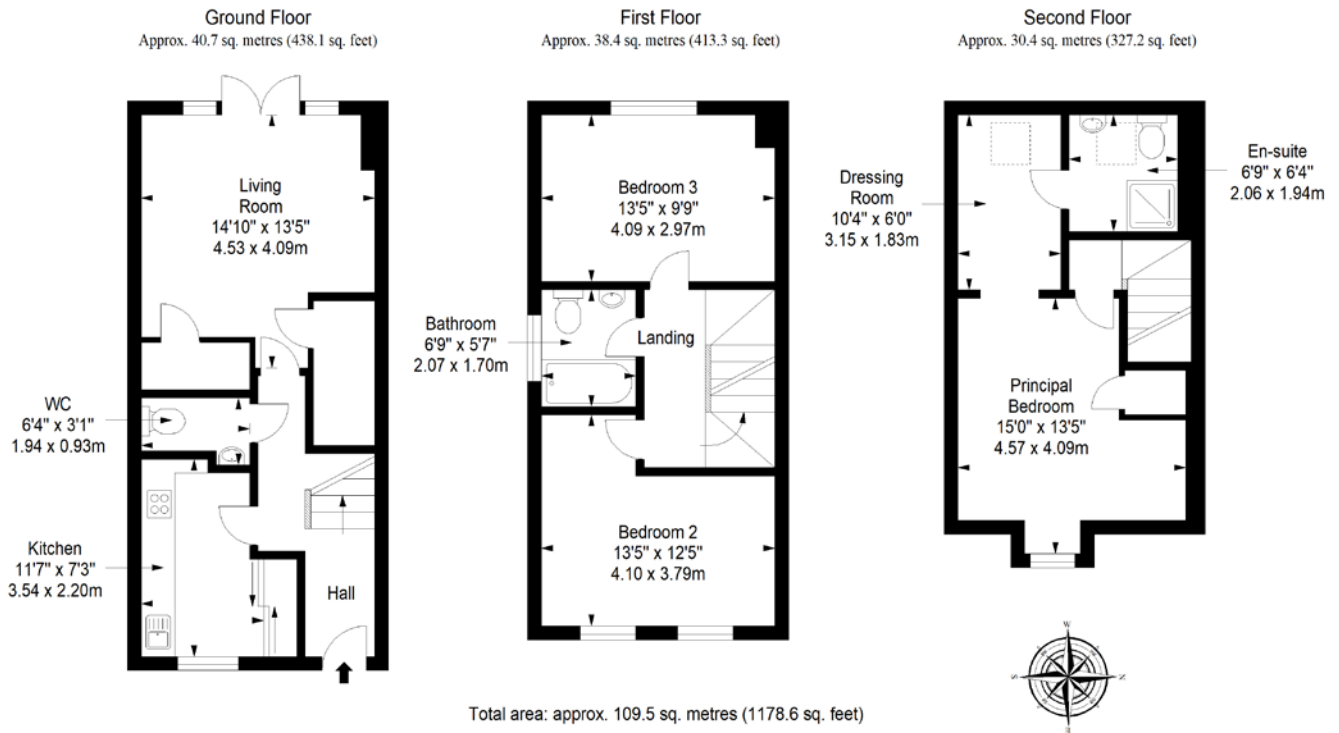 Ground Floor
Approx. 40.7 sq. metres (438.1 sq. feet)
Living
Room
14'10" x 13'5"
4.53 x 4.09m
WC
6'4" x 3'1"
1.94 x 0.93m
Kitchen
11'7" x 7'3"
3.54 x 2.20m
Hall
First Floor
Approx. 38.4 sq. metres (413.3 sq. feet)
Bedroom 3
13'5" x 9'9"
4.09 x 2.97m
Bathroom
6'9" x 5'7"
2.07 x 1.70m
Landing
Bedroom 2
13'5" x 12'5"
4.10 x 3.79m
Second Floor
Approx. 30.4 sq. metres (327.2 sq. feet)
Dressing
Room
10'4" x 6'0"
3.15 x 1.83m
En-suite
6'9" x 6'4"
2.06 x 1.94m
Principal
Bedroom
15'0" x 13'5"
4.57 x 4.09m
W
S
N
Total area: approx. 109.5 sq. metres (1178.6 sq. feet)